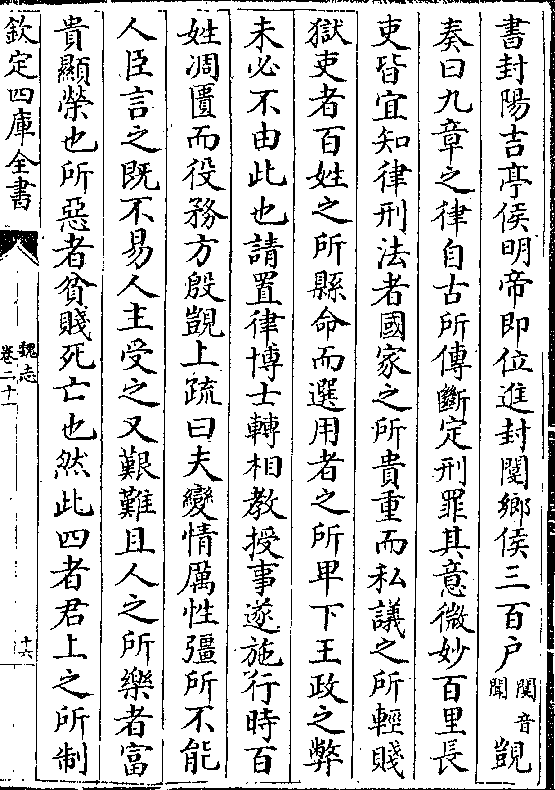 書封陽吉亭侯明帝即位進封閿鄉侯三百户閿音聞覬
奏曰九章之律自古所傳斷定刑罪其意微妙百里長
吏皆宜知律刑法者國家之所貴重而私議之所輕賤
獄吏者百姓之所縣命而選用者之所卑下王政之弊
未必不由此也請置律博士轉相教授事遂施行時百
姓凋匱而役務方殷覬上疏曰夫變情厲性彊所不能
人臣言之既不易人主受之又艱難且人之所樂者富
貴顯榮也所惡者貧賤死亡也然此四者君上之所制
欽定四庫全書
魏志
卷二十一
十六